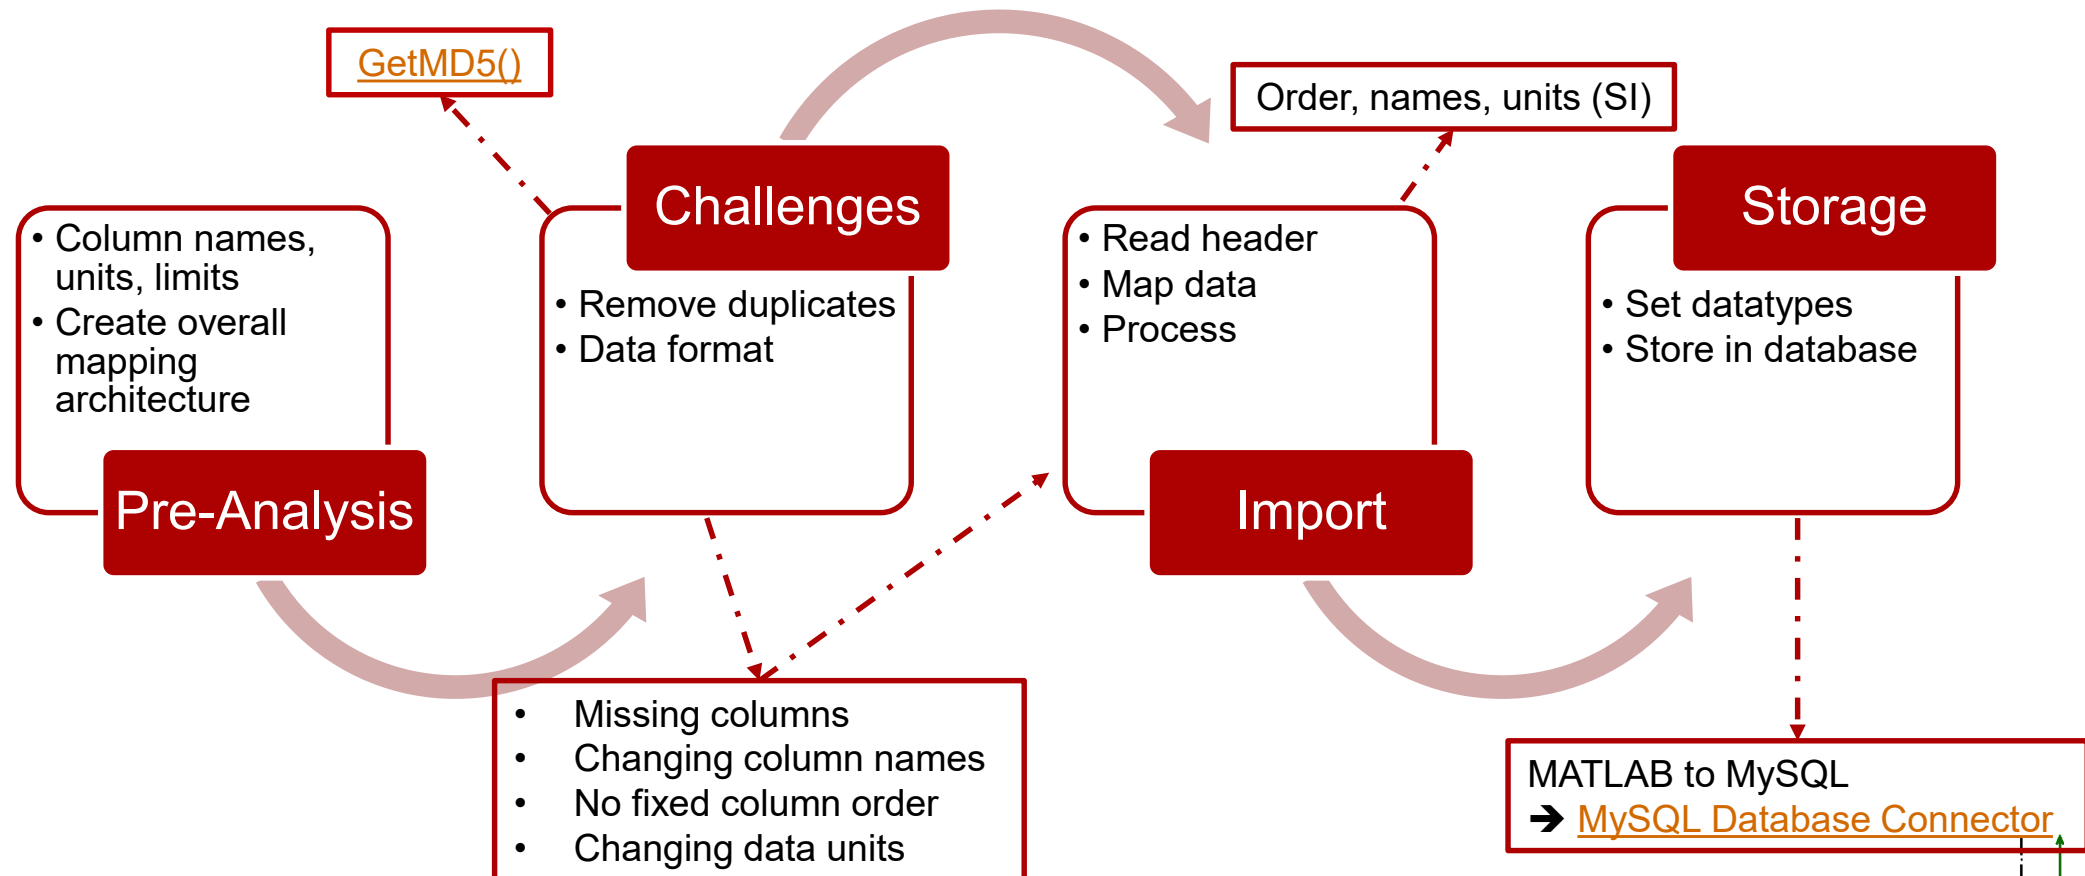 GetMD5()
Order, names, units (SI)
Challenges
Storage
• Column names,
units, limits
• Create overall
mapping
architecture
Pre-Analysis
• Remove duplicates
• Data format
• Read header
• Map data
• Process
Import
• Set datatypes
• Store in database
• Missing columns
• Changing column names
• No fixed column order
• Changing data units
MATLAB to MySQL
➔ MySQL Database Connector